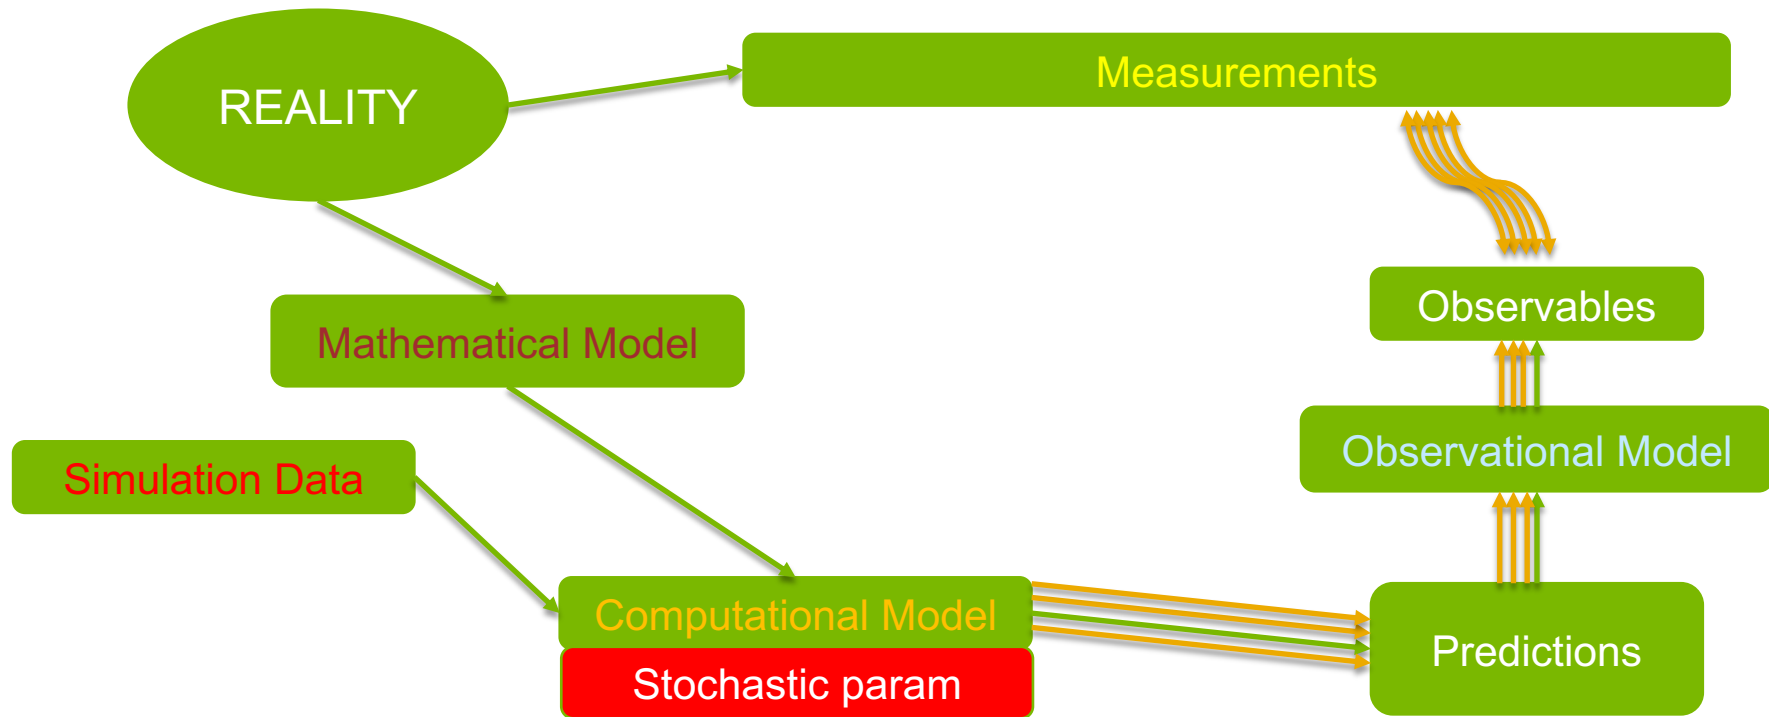 REALITY
Measurements
Observables
Mathematical Model
Observational Model
Simulation Data
Computational Model
Predictions
Stochastic param